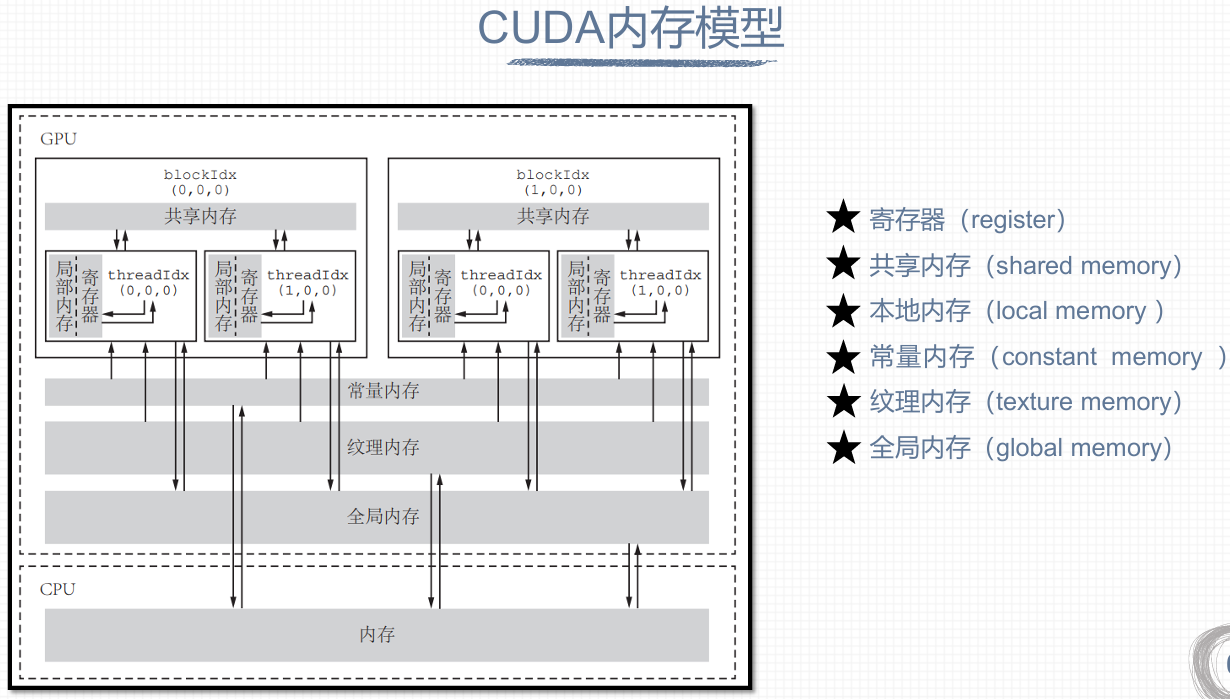 CUDA内存模型
GPU
blockIdx
(0,0,0)
共享内存
局部内存
寄存器
threadIdx
(0,0,0)
局部内存
寄存器
threadIdx
(1,0,0)
blockIdx
(1,0,0)
共享内存
局部内存
寄存器
threadIdx
(0,0,0)
局部内存
寄存器
threadIdx
(1,0,0)
常量内存
纹理内存
全局内存
CPU
内存
★ 寄存器（register）
★ 共享内存（shared memory）
★ 本地内存（local memory ）
★ 常量内存（constant memory ）
★ 纹理内存（texture memory）
★ 全局内存（global memory）